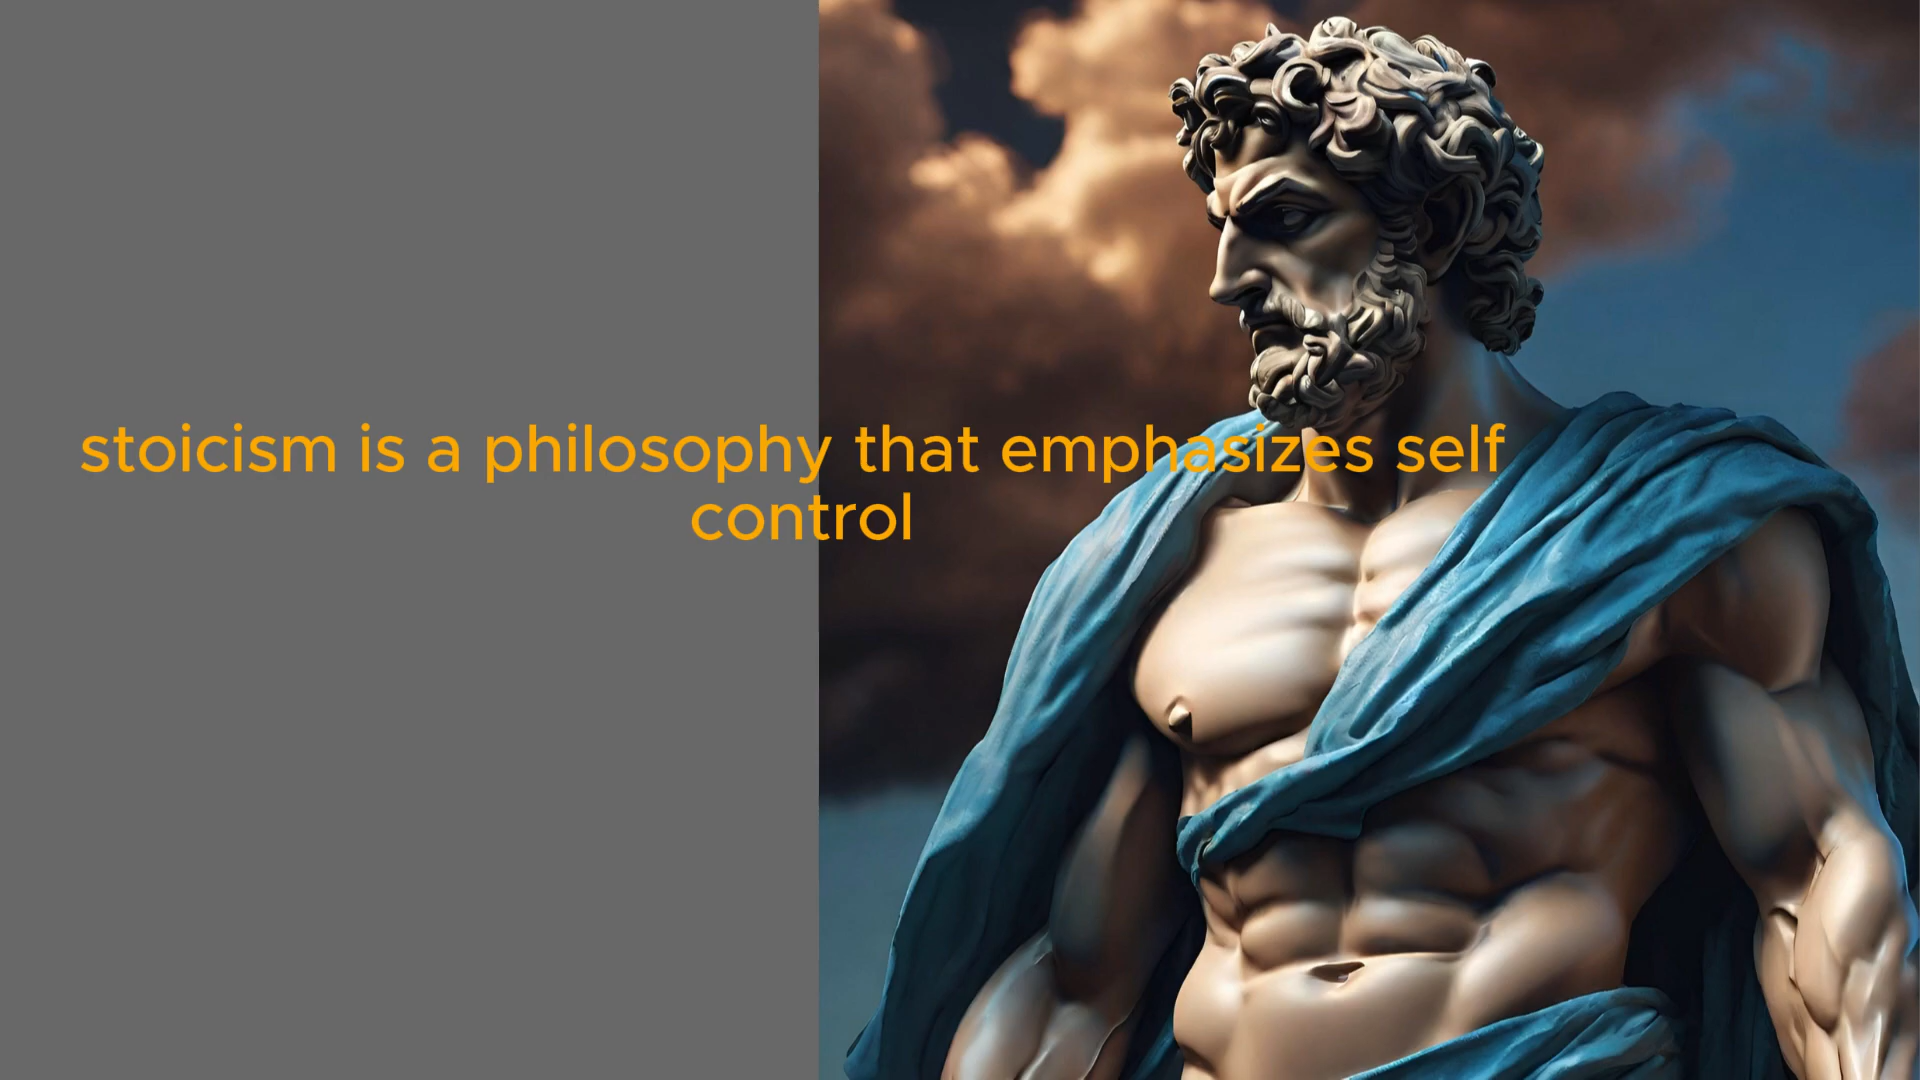 stoicism is a philosophy that emphasizes self
control